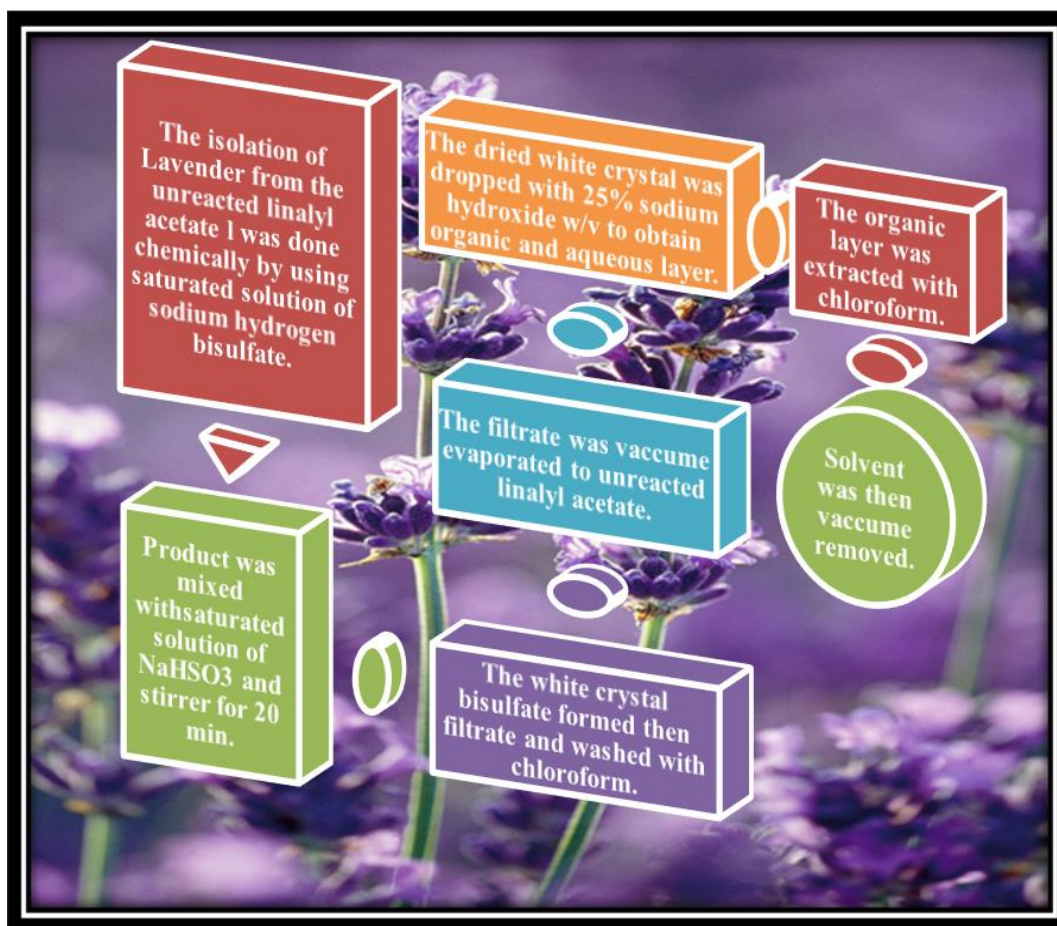 The isolation of
Lavender from the
unreacted linalyl
acetate l was done
chemically by using
saturated solution of
sodium hydrogen
bisulfate.
Product was
mixed
withsaturated
solution of
NaHSO3 and
stirrer for 20
min.
The white crystal
bisulfate formed then
filtrate and washed with
chloroform.
The filtrate was vaccume
evaporated to unreacted
linalyl acetate.
The dried white crystal was
dropped with 25% sodium
hydroxide w/v to obtain
organic and aqueous layer.
The organic
layer was
extracted with
chloroform.
Solvent
was then
vaccume
removed.